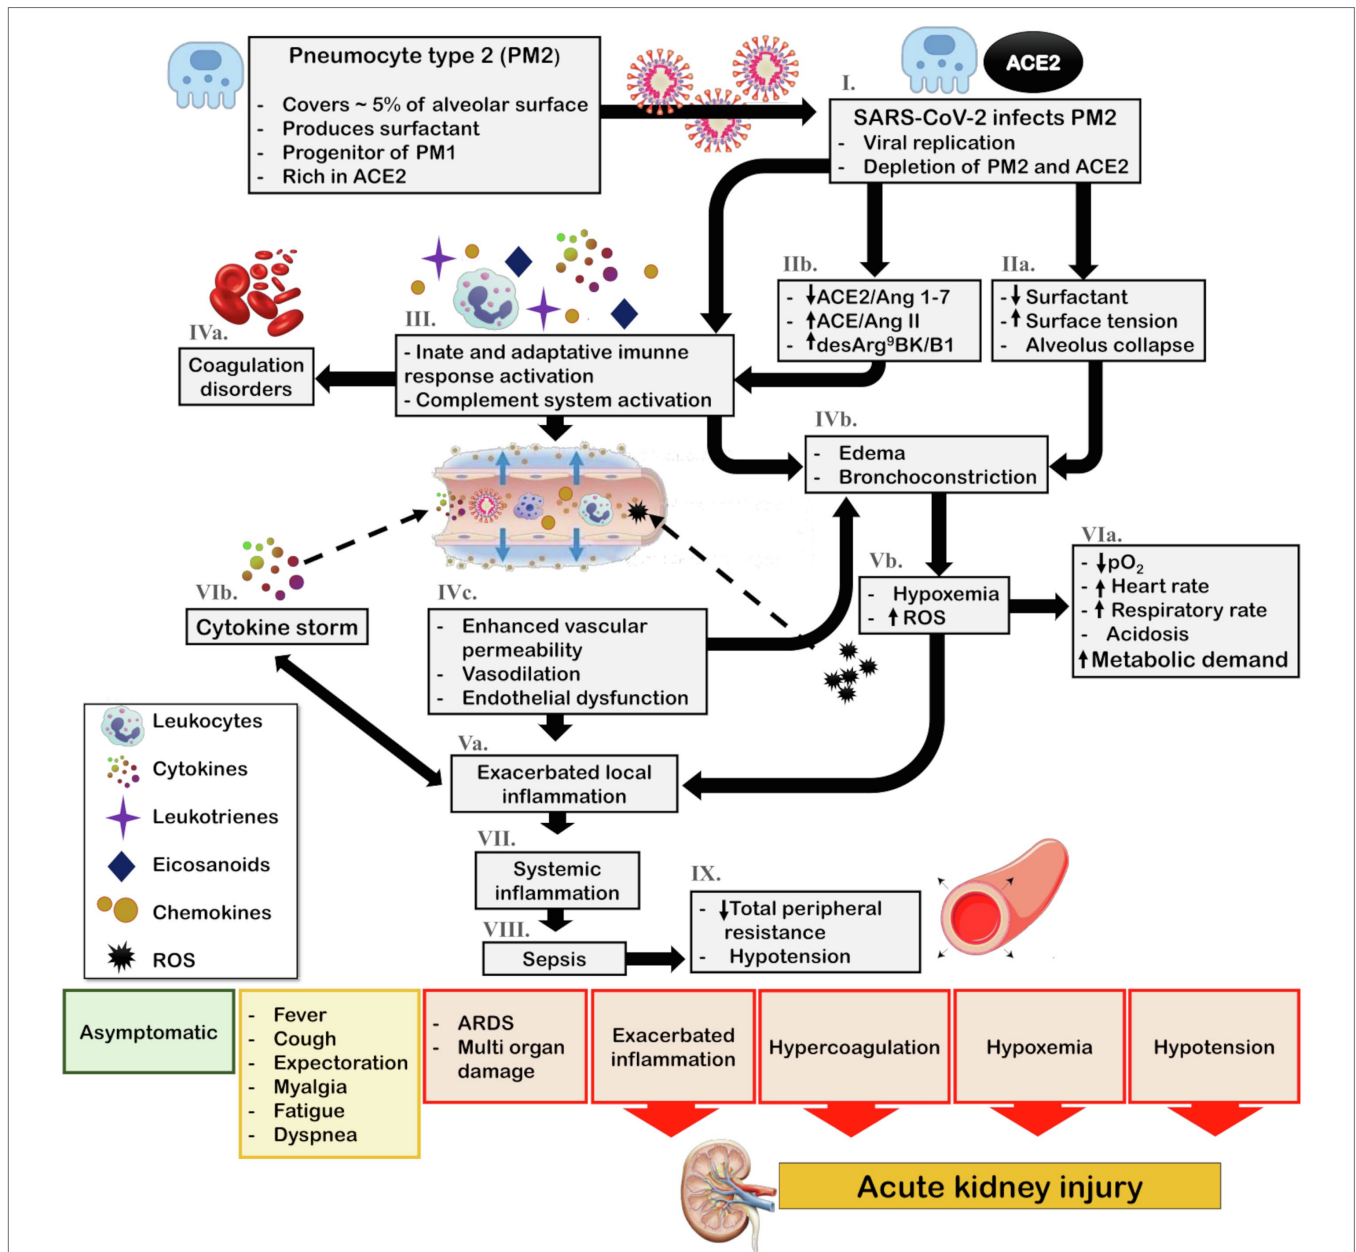 Pneumocyte type 2 (PM2)
- Covers ~ 5% of alveolar surface
- Produces surfactant
- Progenitor of PM1
- Rich in ACE2
ACE2
I.
SARS-CoV-2 infects PM2
- Viral replication
- Depletion of PM2 and ACE2
IIb.
- ↓ACE2/Ang 1-7
- ↑ACE/Ang II
- ↑desArg⁹BK/B1
IIa.
- ↓Surfactant
- ↑Surface tension
- Alveolus collapse
III.
- Inate and adaptative imunne
response activation
- Complement system activation
IVa.
Coagulation
disorders
IVb.
- Edema
- Bronchoconstriction
VIa.
- ↓pO₂
- ↑Heart rate
- ↑Respiratory rate
- Acidosis
↑Metabolic demand
Vb.
- Hypoxemia
- ↑ROS
VIb.
Cytokine storm
IVc.
- Enhanced vascular
permeability
- Vasodilation
- Endothelial dysfunction
Va.
Exacerbated local
inflammation
Leukocytes
Cytokines
Leukotrienes
Eicosanoids
Chemokines
ROS
VII.
Systemic
inflammation
VIII.
Sepsis
IX.
- ↓Total peripheral
resistance
- Hypotension
Asymptomatic
- Fever
- Cough
- Expectoration
- Myalgia
- Fatigue
- Dyspnea
- ARDS
- Multi organ
damage
Exacerbated
inflammation
Hypercoagulation
Hypoxemia
Hypotension
Acute kidney injury